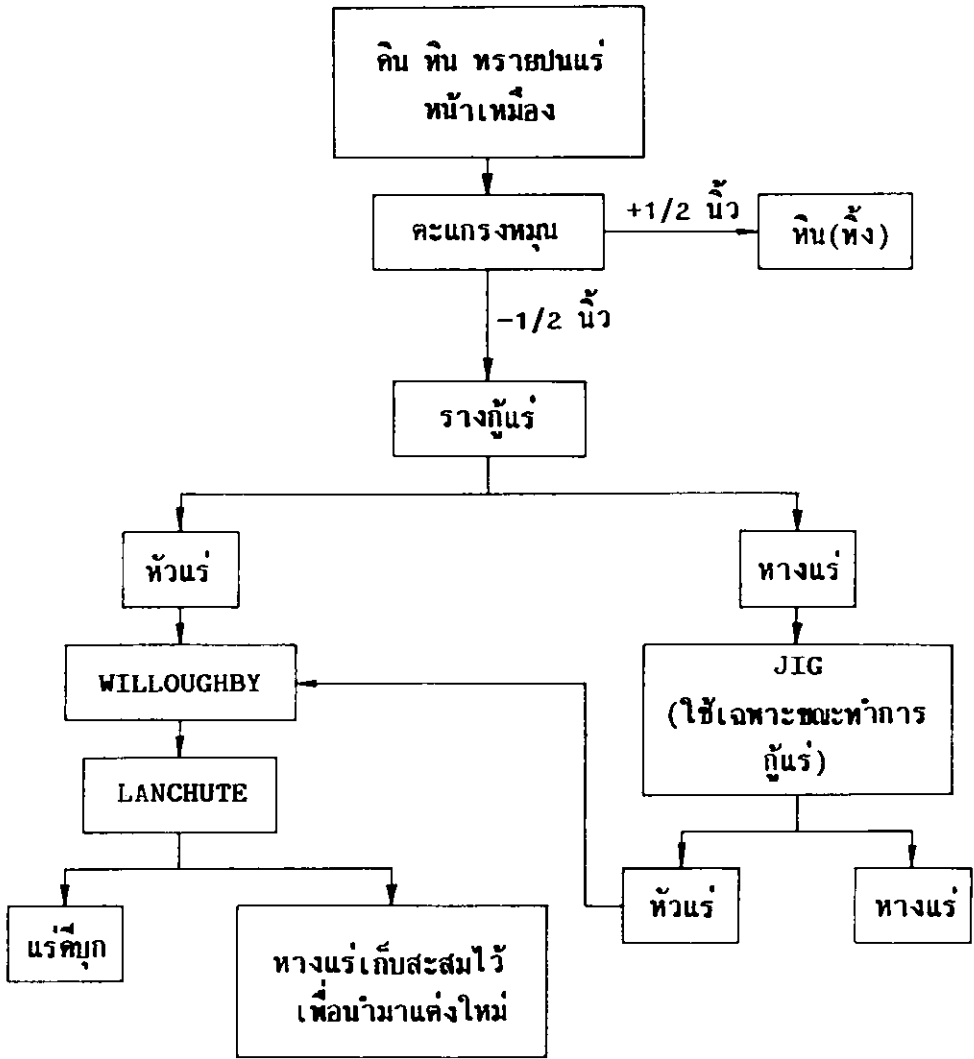 ดิน หิน ทรายปนแร่
หน้าเหมือง
ตะแกรงหมุน
+1/2 นิ้ว
หิน(ทิ้ง)
-1/2 นิ้ว
รางกู้แร่
หัวแร่
หางแร่
WILLOUGHBY
JIG
(ใช้เฉพาะขณะทำการ
กู้แร่)
LANCHUTE
หัวแร่
หางแร่
แร่ดีบุก
หางแร่เก็บสะสมไว้
เพื่อนำมาแต่งใหม่